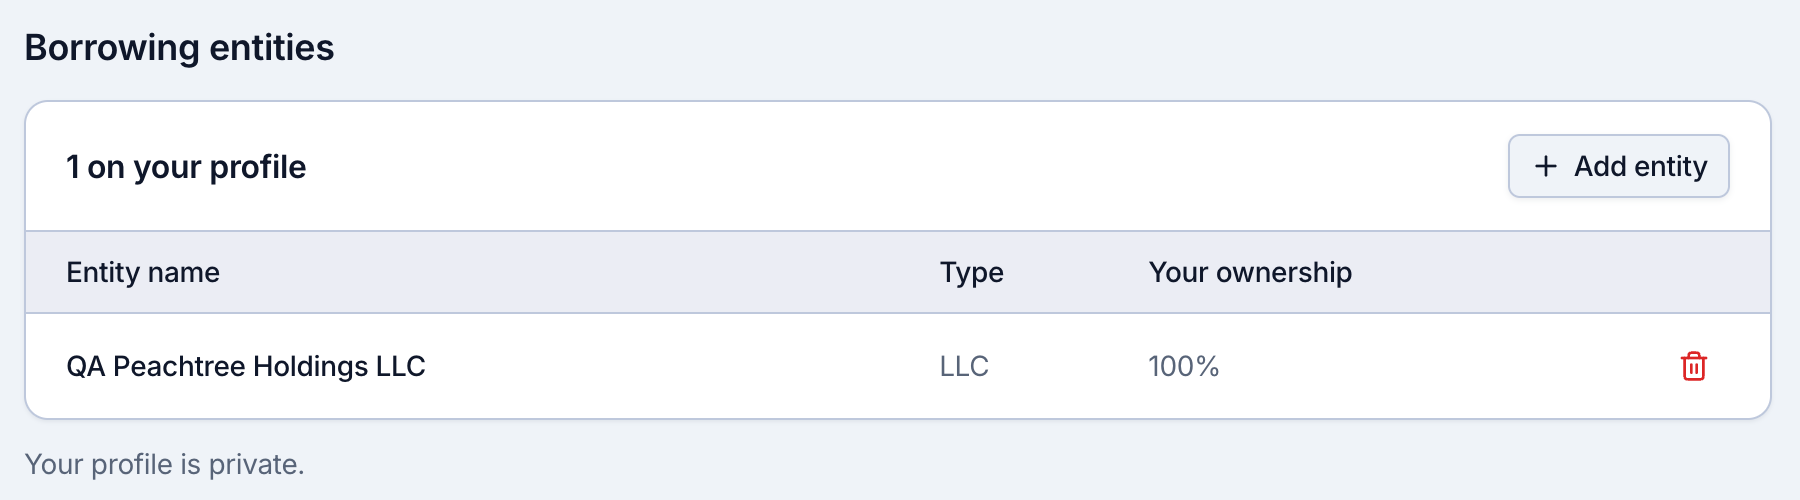 Borrowing entities
1 on your profile
Add entity
Entity name Type Your ownership
QA Peachtree Holdings LLC LLC 100%
Your profile is private.